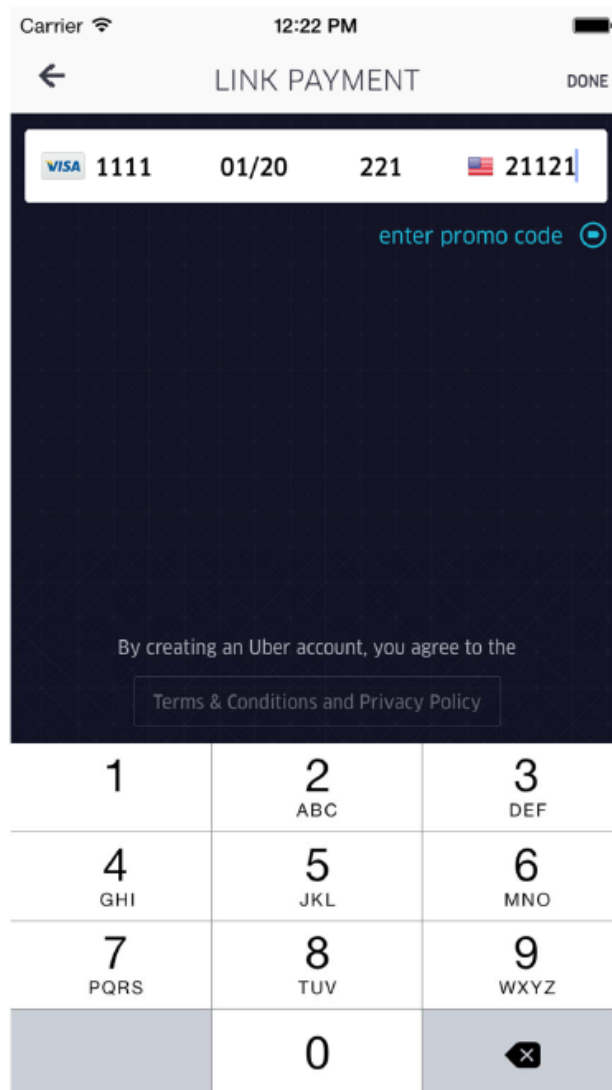 Carrier 12:22 PM
LINK PAYMENT DONE
VISA 1111 01/20 221 21121
enter promo code
By creating an Uber account, you agree to the
Terms & Conditions and Privacy Policy
1 2 3
ABC DEF
4 5 6
GHI JKL MNO
7 8 9
PQRS TUV WXYZ
0